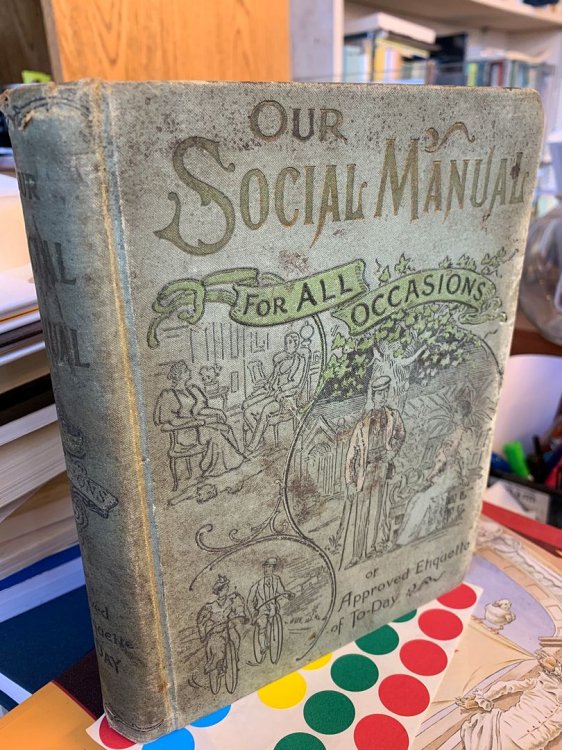 OUR
SOCIAL MANUAL
FOR ALL OCCASIONS
or
Approved Etiquette
of To-Day